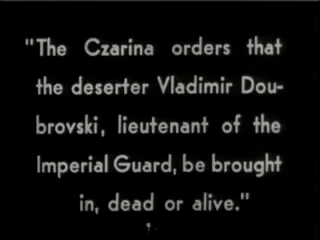 "The Czarina orders that
the deserter Vladimir Dou-
brovski, lieutenant of the
Imperial Guard, be brought
in, dead or alive."